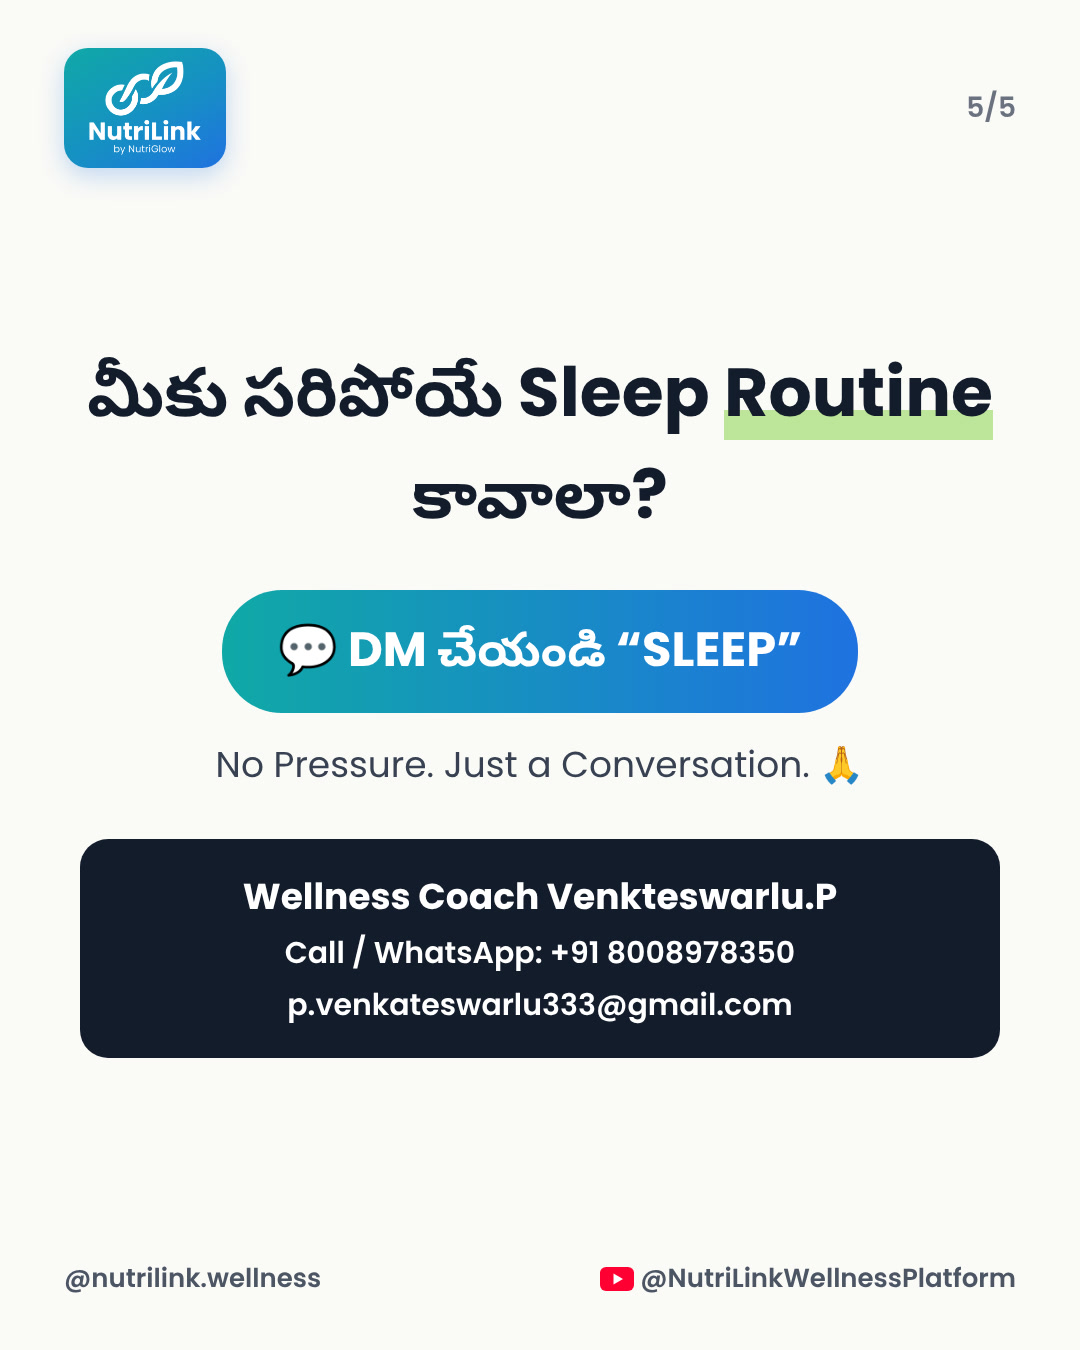 NutriLink
by NutriGlow
5/5
మీకు సరిపోయే Sleep Routine
కావాలా?
💬 DM చేయండి “SLEEP”
No Pressure. Just a Conversation. 🙏
Wellness Coach Venkteswarlu.P
Call / WhatsApp: +91 8008978350
p.venkateswarlu333@gmail.com
@nutrilink.wellness
@NutriLinkWellnessPlatform